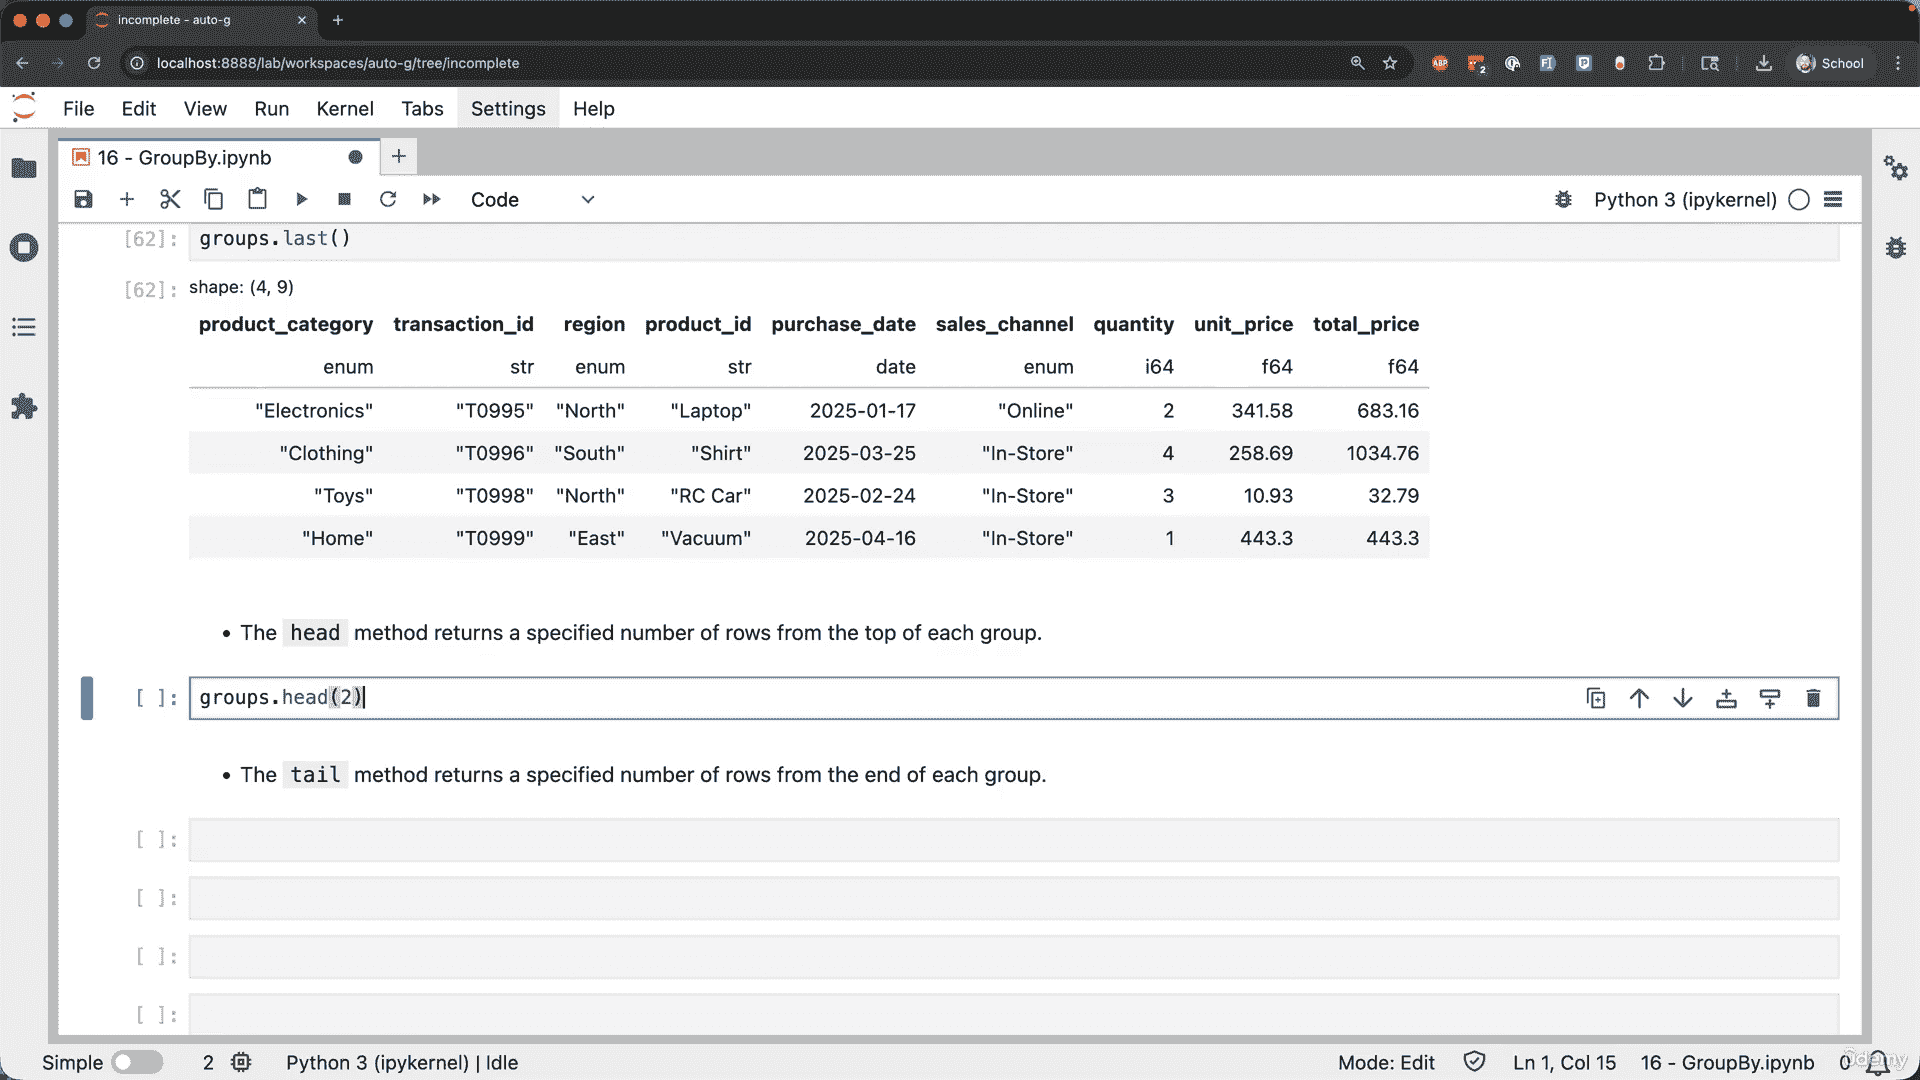 incomplete - auto-g
localhost:8888/lab/workspaces/auto-g/tree/incomplete
ABP
2
School
File Edit View Run Kernel Tabs Settings Help
16 - GroupBy.ipynb
Code
Python 3 (ipykernel)
[62]: groups.last()
[62]: shape: (4, 9)
product_category transaction_id region product_id purchase_date sales_channel quantity unit_price total_price
enum str enum str date enum i64 f64 f64
"Electronics" "T0995" "North" "Laptop" 2025-01-17 "Online" 2 341.58 683.16
"Clothing" "T0996" "South" "Shirt" 2025-03-25 "In-Store" 4 258.69 1034.76
"Toys" "T0998" "North" "RC Car" 2025-02-24 "In-Store" 3 10.93 32.79
"Home" "T0999" "East" "Vacuum" 2025-04-16 "In-Store" 1 443.3 443.3
• The head method returns a specified number of rows from the top of each group.
[ ]: groups.head(2)
• The tail method returns a specified number of rows from the end of each group.
[ ]:
[ ]:
[ ]:
[ ]:
Simple 2 Python 3 (ipykernel) | Idle Mode: Edit Ln 1, Col 15 16 - GroupBy.ipynb 0
Udemy